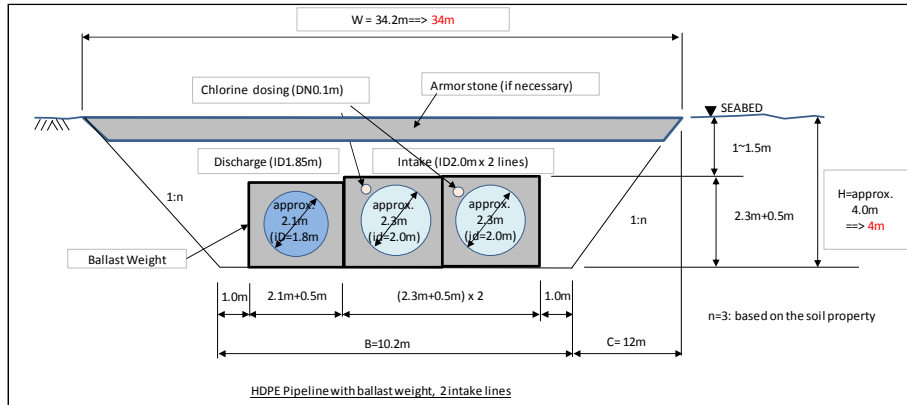 W = 34.2m==> 34m
Chlorine dosing (DN0.1m)
Armor stone (if necessary)
SEABED
Discharge (ID1.85m)
Intake (ID2.0m x 2 lines)
1~1.5m
1:n
approx.
2.1m
(iD=1.8m
approx.
2.3m
(id=2.0m)
approx.
2.3m
(id=2.0m)
1:n
2.3m+0.5m
H=approx.
4.0m
==> 4m
Ballast Weight
1.0m
2.1m+0.5m
(2.3m+0.5m) x 2
1.0m
n=3: based on the soil property
B=10.2m
C= 12m
HDPE Pipeline with ballast weight, 2 intake lines